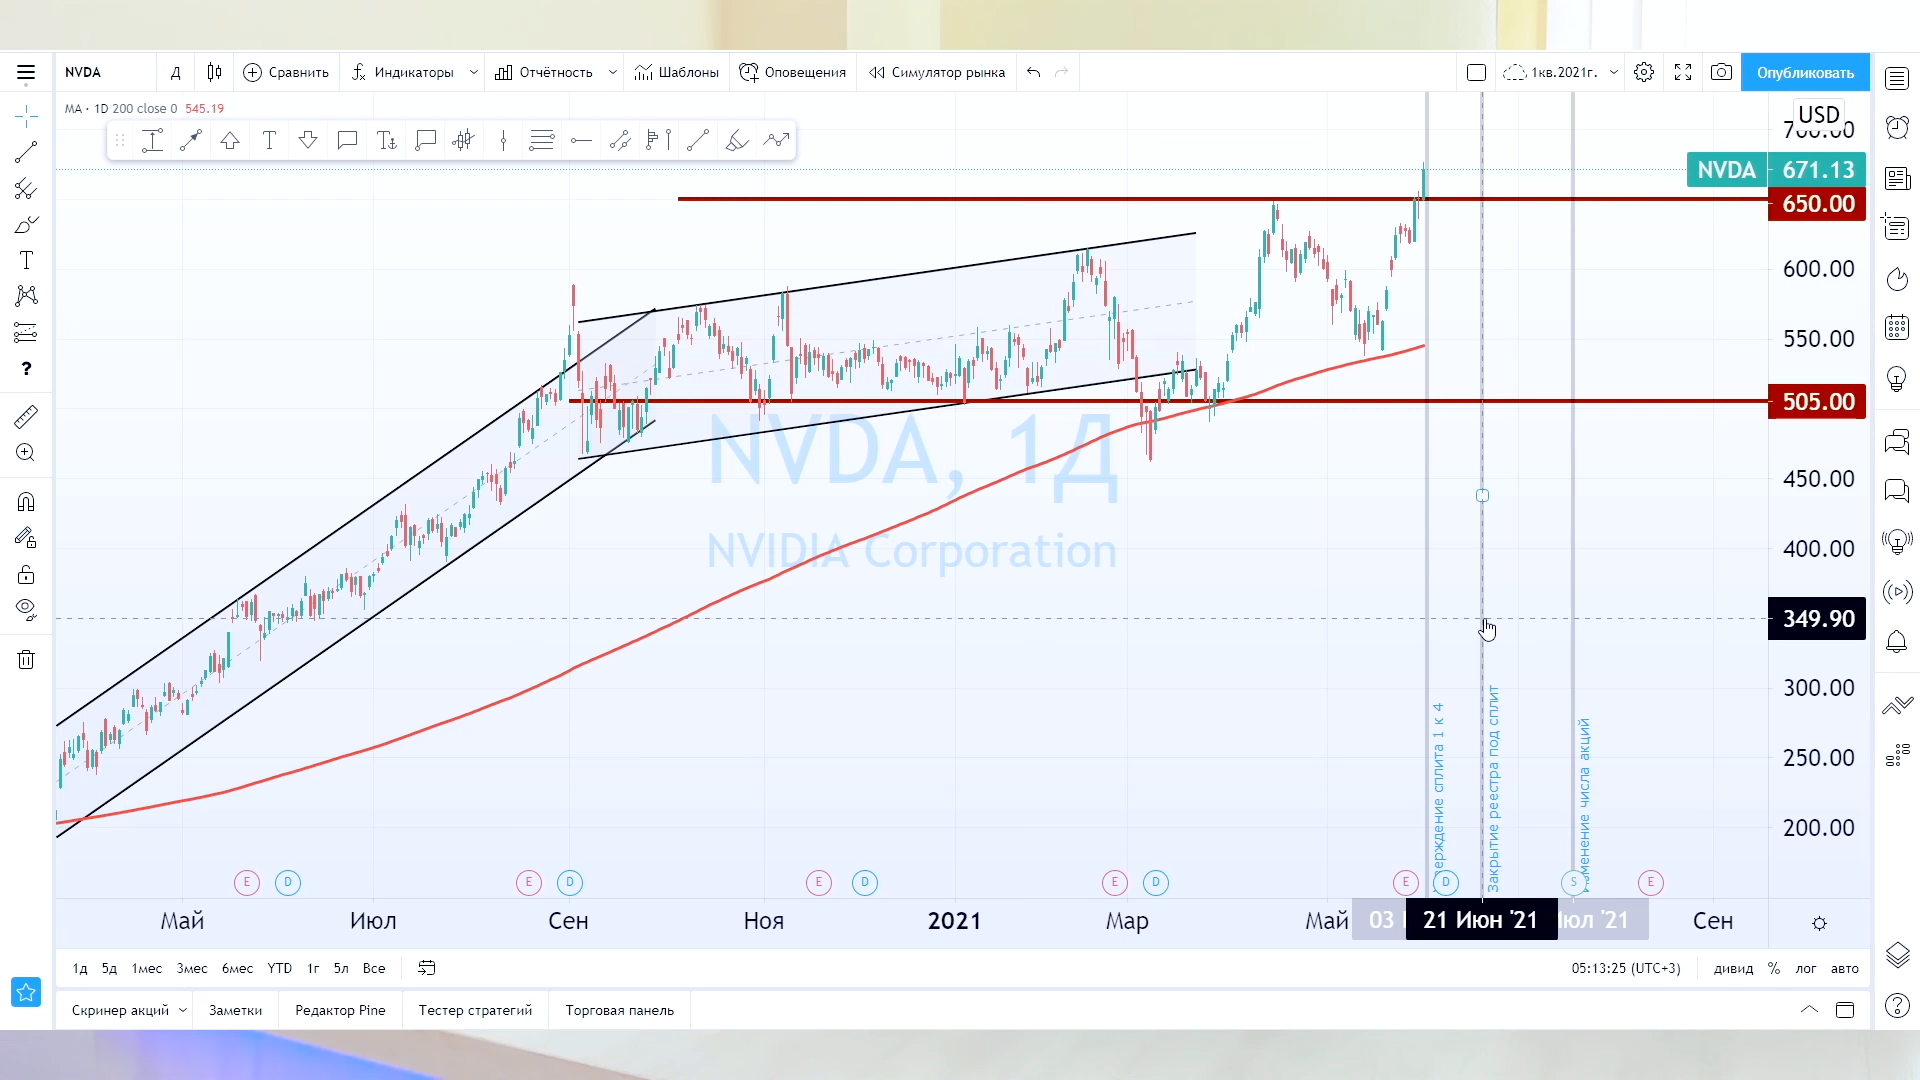 NVDA
Д
Сравнить
Индикаторы
Отчётность
Шаблоны
Оповещения
Симулятор рынка
1кв.2021г.
Опубликовать
MA · 1D 200 close 0 545.19
USD
700.00
NVDA 671.13
650.00
600.00
550.00
505.00
450.00
400.00
349.90
300.00
250.00
200.00
NVDA, 1Д
NVIDIA Corporation
сплита 1 к 4
Закрытие реестра под сплит
числа акций
E D E D E D E D E D S E
Май
Июл
Сен
Ноя
2021
Мар
Май
03
21 Июн '21
'21
Сен
1д 5д 1мес 3мес 6мес YTD 1г 5л Все
05:13:25 (UTC+3)
дивид % лог авто
Скринер акций
Заметки
Редактор Pine
Тестер стратегий
Торговая панель